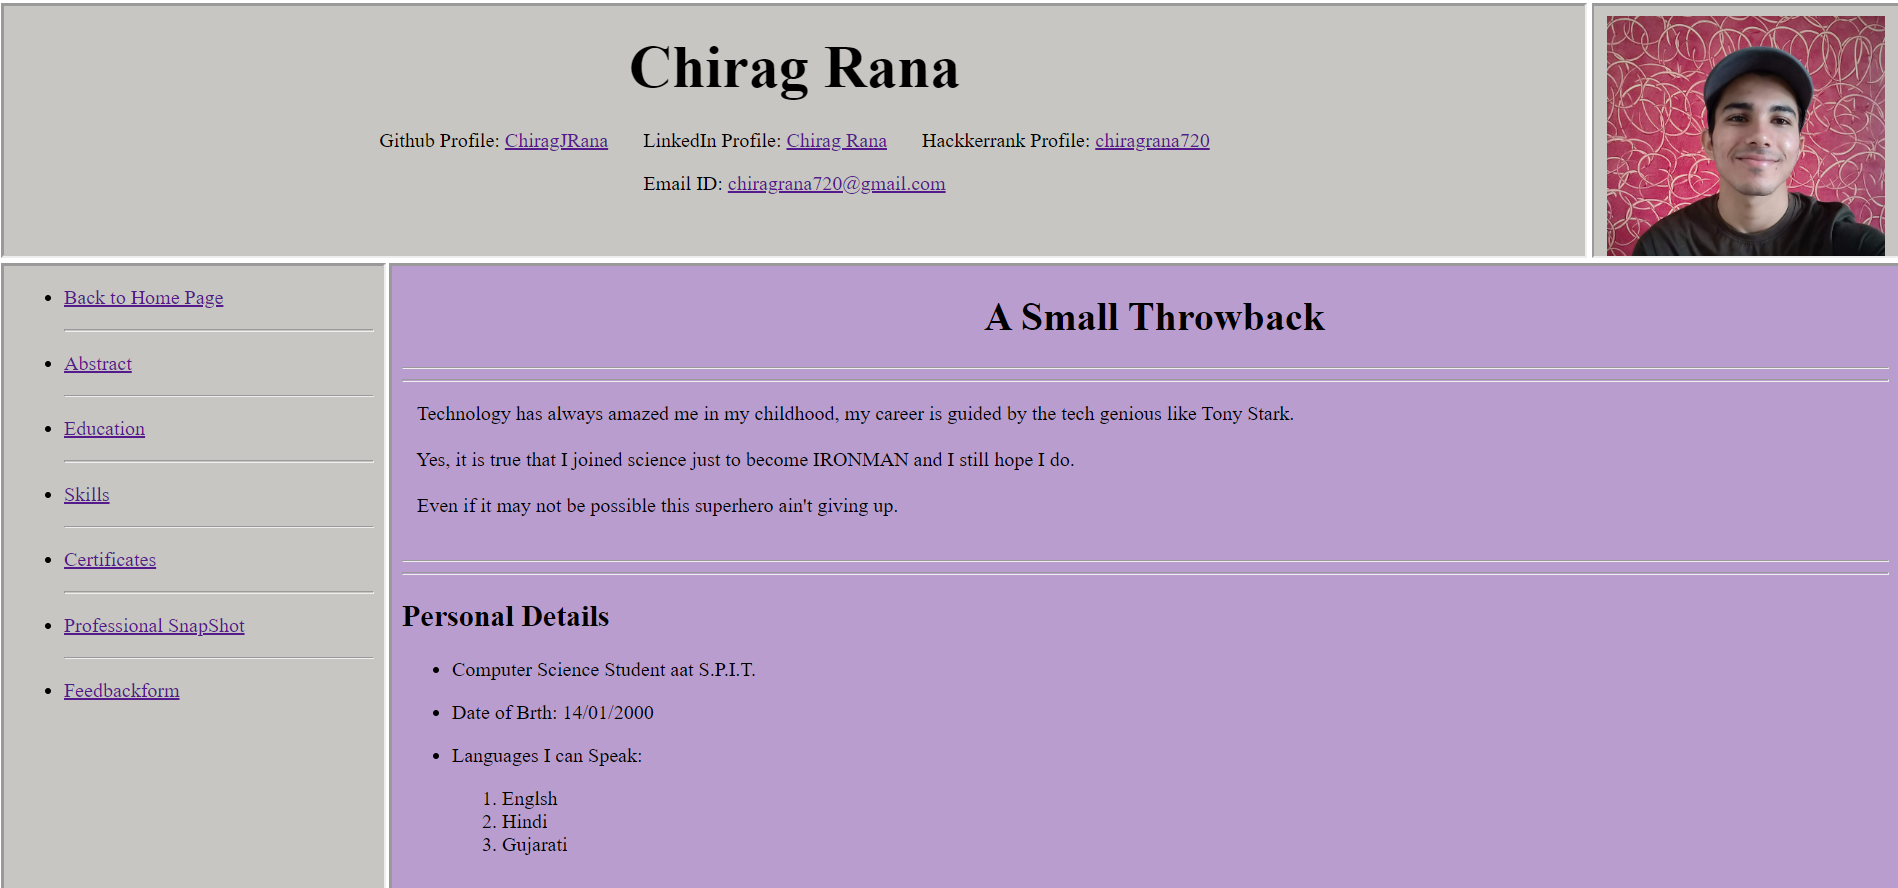 Chirag Rana
Github Profile: ChiragJRana LinkedIn Profile: Chirag Rana Hackkerrank Profile: chiragrana720
Email ID: chiragrana720@gmail.com
Back to Home Page
Abstract
Education
Skills
Certificates
Professional SnapShot
Feedbackform
A Small Throwback
Technology has always amazed me in my childhood, my career is guided by the tech genious like Tony Stark.
Yes, it is true that I joined science just to become IRONMAN and I still hope I do.
Even if it may not be possible this superhero ain't giving up.
Personal Details
Computer Science Student aat S.P.I.T.
Date of Brth: 14/01/2000
Languages I can Speak:
1. Englsh
2. Hindi
3. Gujarati